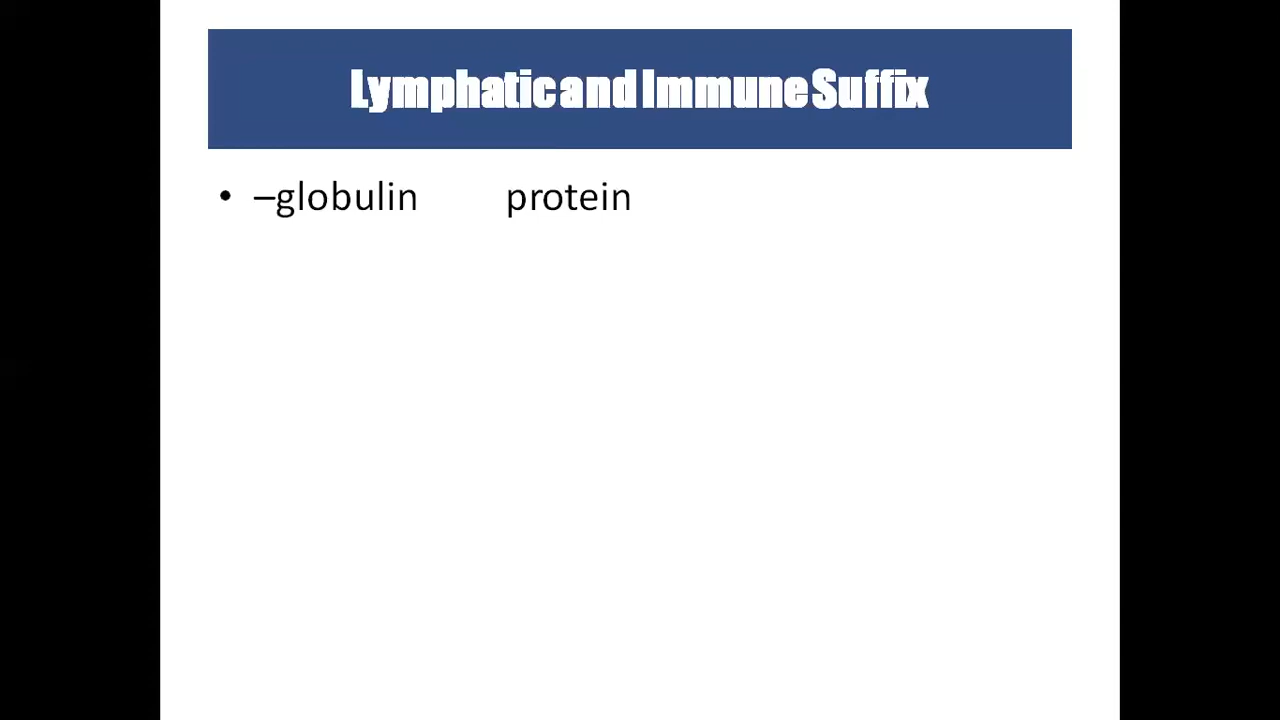 Lymphatic and Immune Suffix
• –globulin protein